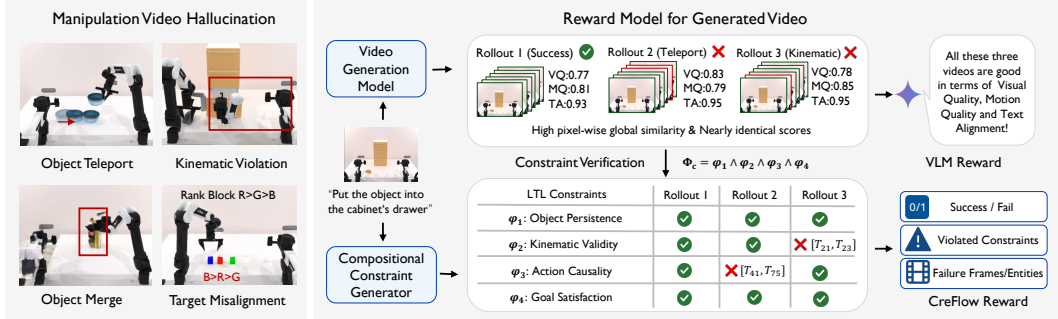 Manipulation Video Hallucination
Object Teleport
Kinematic Violation
Rank Block R>G>B
B>R>G
Object Merge
Target Misalignment
Reward Model for Generated Video
Video
Generation
Model
"Put the object into
the cabinet's drawer"
Compositional
Constraint
Generator
Rollout 1 (Success)
VQ:0.77
MQ:0.81
TA:0.93
Rollout 2 (Teleport)
VQ:0.83
MQ:0.79
TA:0.95
Rollout 3 (Kinematic)
VQ:0.78
MQ:0.85
TA:0.95
High pixel-wise global similarity & Nearly identical scores
Constraint Verification
Φc = φ1 ∧ φ2 ∧ φ3 ∧ φ4
LTL Constraints Rollout 1 Rollout 2 Rollout 3
φ1: Object Persistence
φ2: Kinematic Validity [T21, T23]
φ3: Action Causality [T41, T75]
φ4: Goal Satisfaction
All these three
videos are good
in terms of Visual
Quality, Motion
Quality and Text
Alignment!
VLM Reward
0/1 Success / Fail
Violated Constraints
Failure Frames/Entities
CreFlow Reward